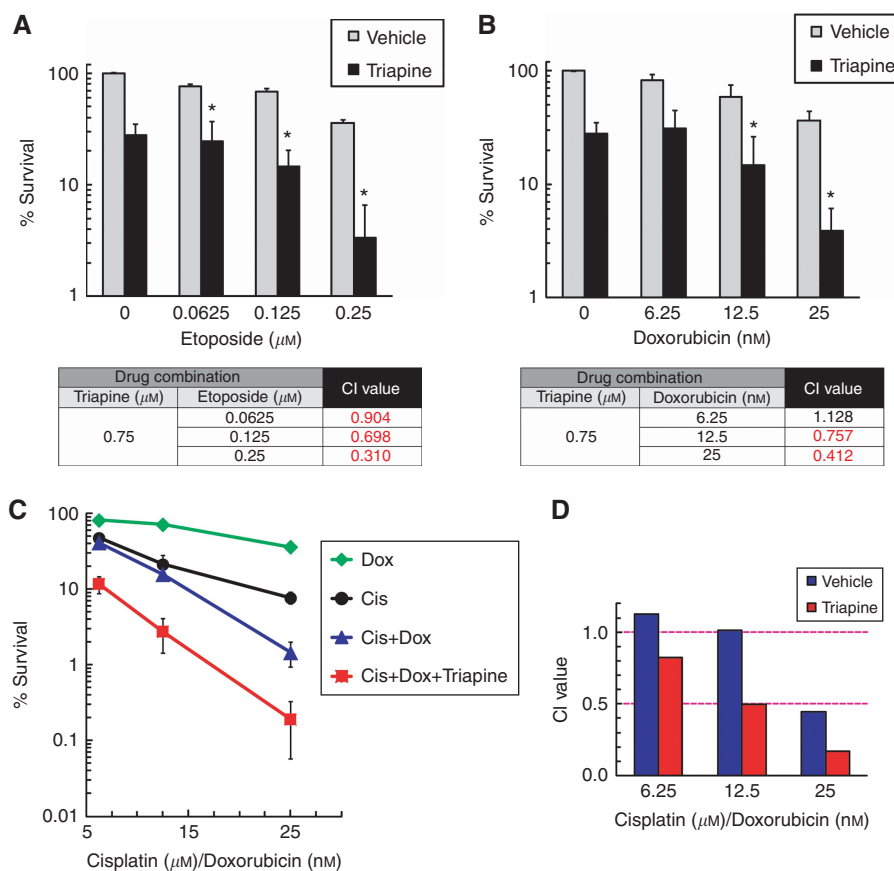 A
Vehicle
Triapine
100
10
1
% Survival
* * *
0 0.0625 0.125 0.25
Etoposide (μM)
Drug combination CI value
Triapine (μM) Etoposide (μM)
0.75
0.0625 0.904
0.125 0.698
0.25 0.310
B
Vehicle
Triapine
100
10
1
% Survival
* *
0 6.25 12.5 25
Doxorubicin (nM)
Drug combination CI value
Triapine (μM) Doxorubicin (nM)
0.75
6.25 1.128
12.5 0.757
25 0.412
C
100
10
1
0.1
0.01
% Survival
5 15 25
Cisplatin (μM)/Doxorubicin (nM)
Dox
Cis
Cis+Dox
Cis+Dox+Triapine
D
Vehicle
Triapine
1.0
0.5
0.0
CI value
6.25 12.5 25
Cisplatin (μM)/Doxorubicin (nM)